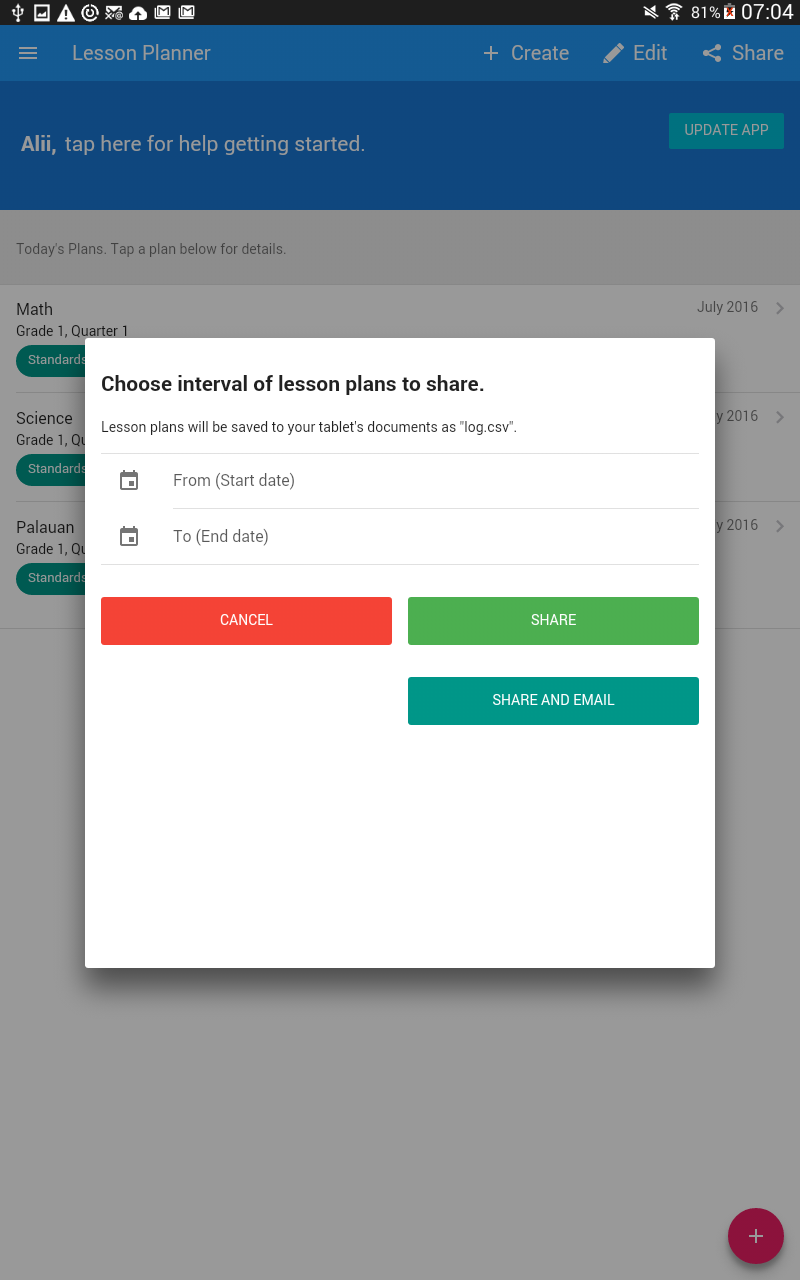 81% 07:04
Lesson Planner
Create
Edit
Share
Alii, tap here for help getting started.
UPDATE APP
Today's Plans. Tap a plan below for details.
Math
July 2016
Grade 1, Quarter 1
Standards
Choose interval of lesson plans to share.
Lesson plans will be saved to your tablet's documents as "log.csv".
From (Start date)
To (End date)
CANCEL
SHARE
SHARE AND EMAIL
Science
y 2016
Grade 1, Qu
Standards
Palauan
y 2016
Grade 1, Qu
Standards